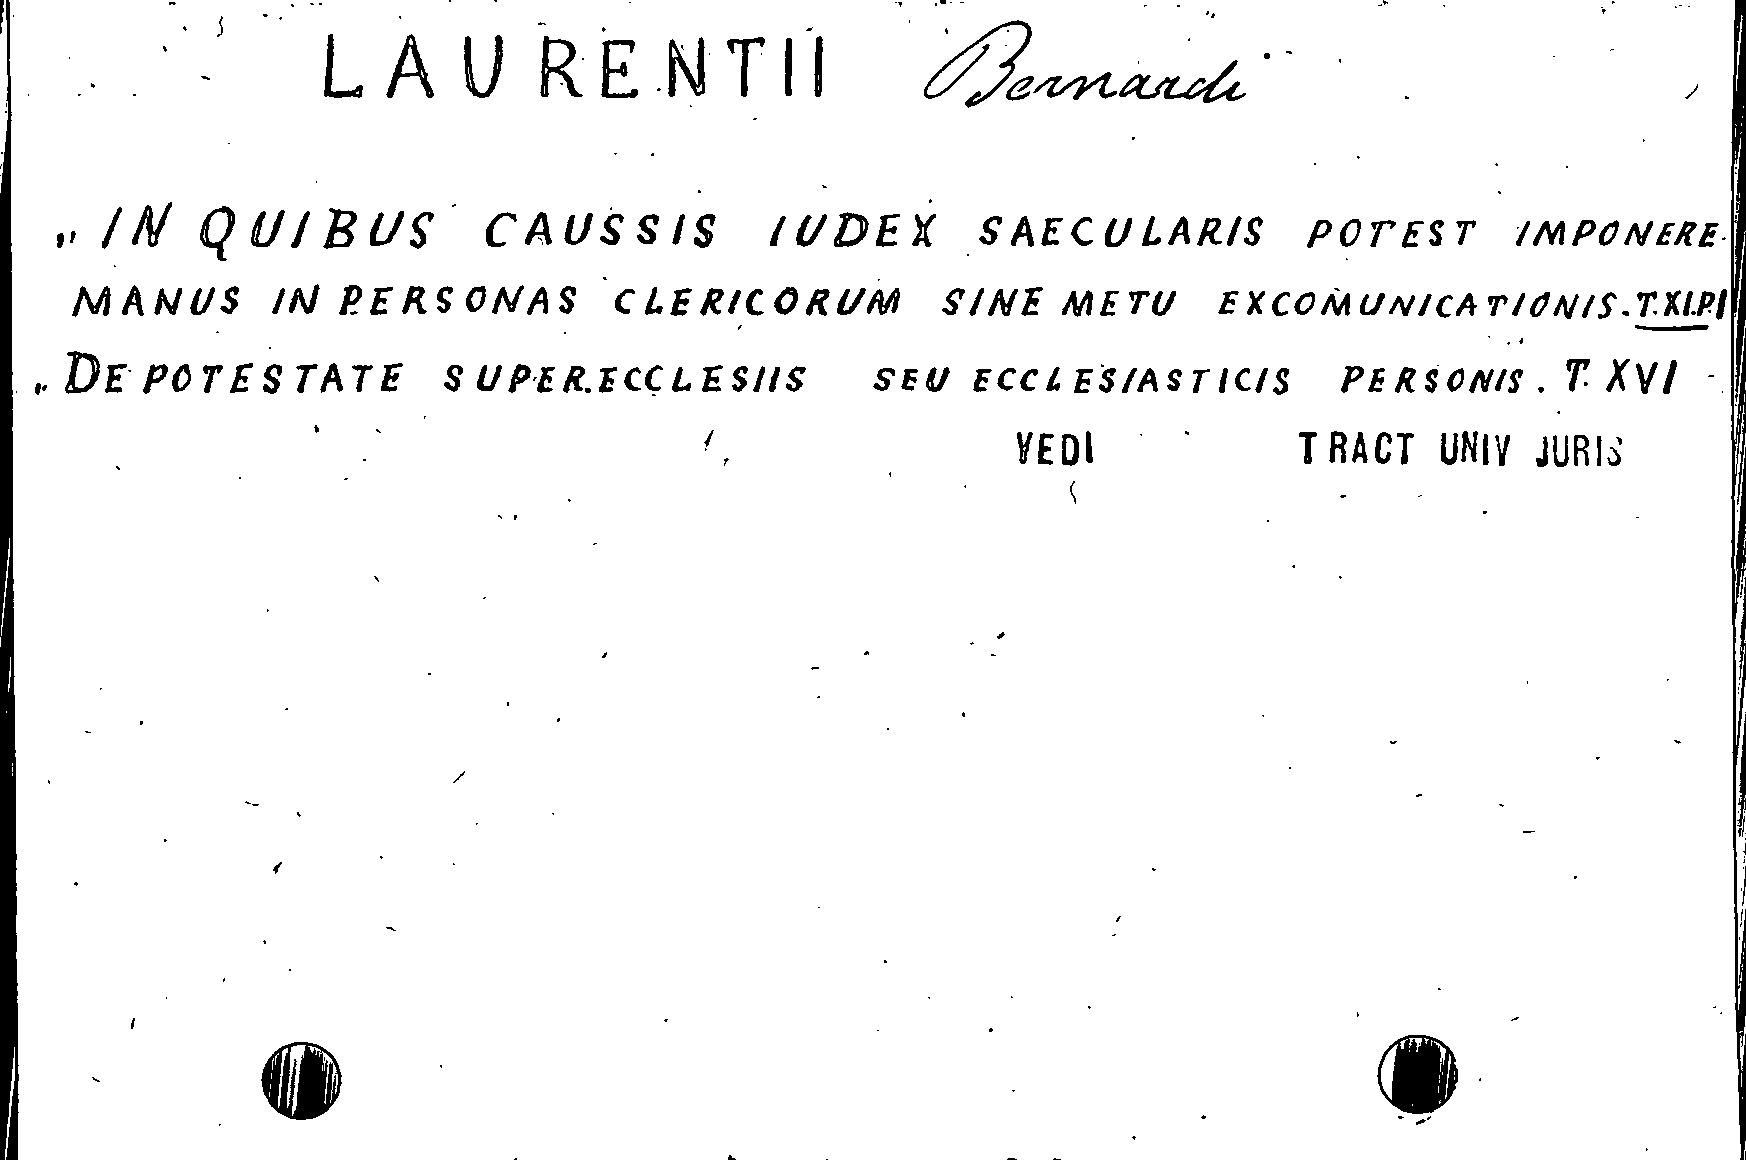 LAURENTII Bernardi
„ IN QUIBUS CAUSSIS IUDEX SAECULARIS POTEST IMPONERE
MANUS IN PERSONAS CLERICORUM SINE METU EXCOMUNICATIONIS. T. XI. P. I
„ DE POTESTATE SUPER ECCLESIIS SEU ECCLESIASTICIS PERSONIS. T. XVI
VEDI TRACT UNIV JURIS